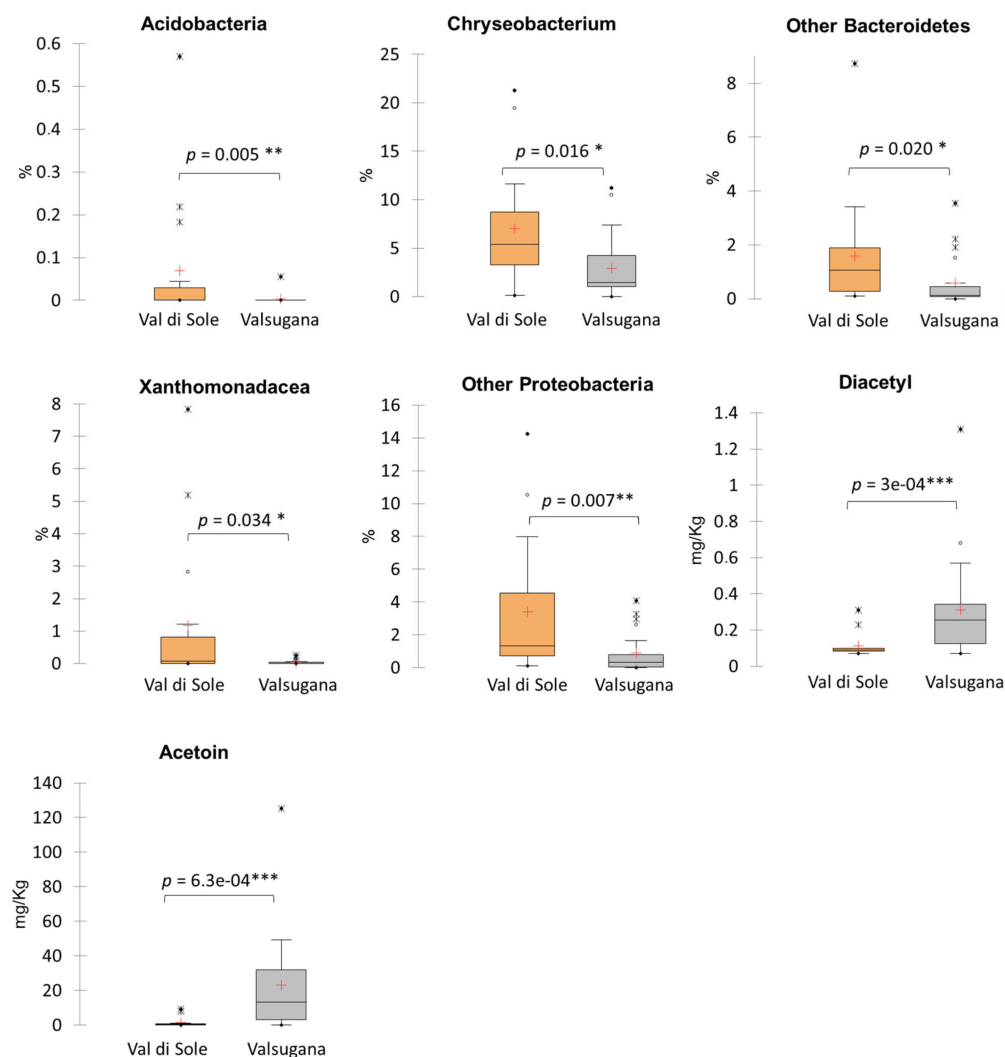 Acidobacteria
0.6
0.5
0.4
0.3
0.2
0.1
0
%
p = 0.005 **
Val di Sole Valsugana
Chryseobacterium
25
20
15
10
5
0
%
p = 0.016 *
Val di Sole Valsugana
Other Bacteroidetes
8
6
4
2
0
%
p = 0.020 *
Val di Sole Valsugana
Xanthomonadacea
8
7
6
5
4
3
2
1
0
%
p = 0.034 *
Val di Sole Valsugana
Other Proteobacteria
16
14
12
10
8
6
4
2
0
%
p = 0.007**
Val di Sole Valsugana
Diacetyl
1.4
1.2
1
0.8
0.6
0.4
0.2
0
mg/Kg
p = 3e-04***
Val di Sole Valsugana
Acetoin
140
120
100
80
60
40
20
0
mg/Kg
p = 6.3e-04***
Val di Sole Valsugana